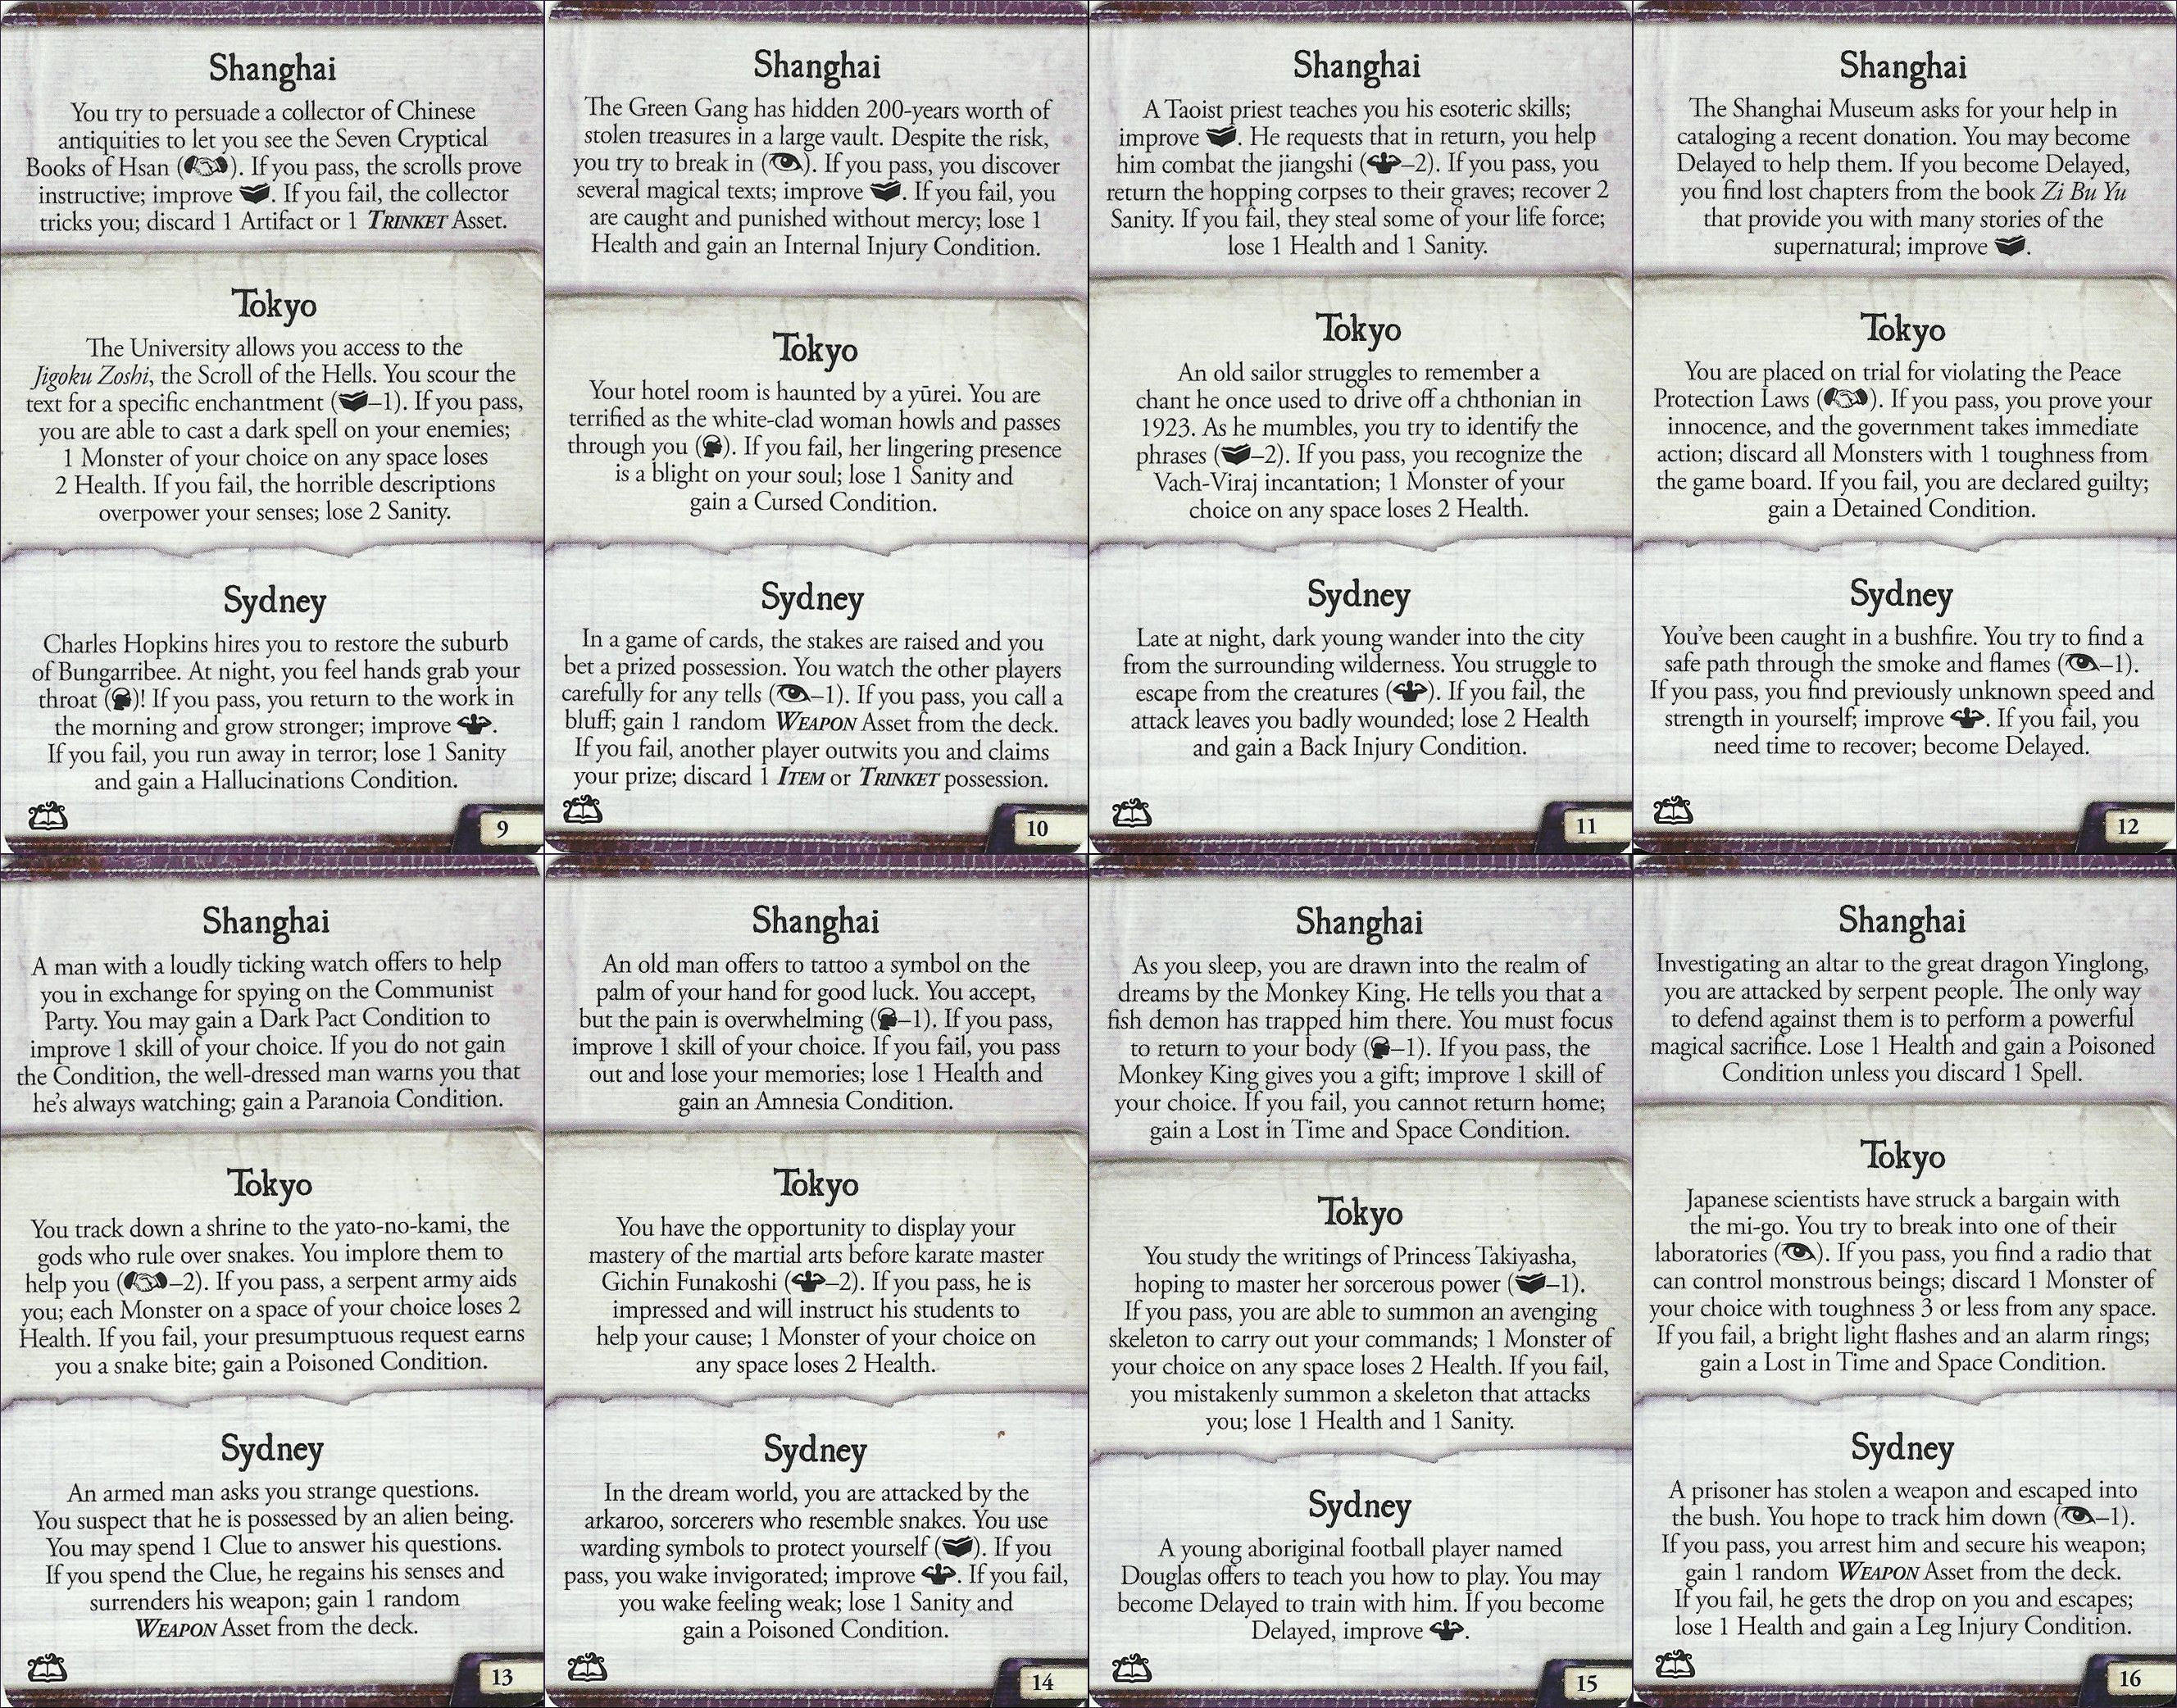 Shanghai
You try to persuade a collector of Chinese
antiquities to let you see the Seven Cryptical
Books of Hsan ( ). If you pass, the scrolls prove
instructive; improve . If you fail, the collector
tricks you; discard 1 Artifact or 1 TRINKET Asset.
Tokyo
The University allows you access to the
Jigoku Zoshi, the Scroll of the Hells. You scour the
text for a specific enchantment ( –1). If you pass,
you are able to cast a dark spell on your enemies;
1 Monster of your choice on any space loses
2 Health. If you fail, the horrible descriptions
overpower your senses; lose 2 Sanity.
Sydney
Charles Hopkins hires you to restore the suburb
of Bungarribee. At night, you feel hands grab your
throat ( )! If you pass, you return to the work in
the morning and grow stronger; improve .
If you fail, you run away in terror; lose 1 Sanity
and gain a Hallucinations Condition.
9
Shanghai
The Green Gang has hidden 200-years worth of
stolen treasures in a large vault. Despite the risk,
you try to break in ( ). If you pass, you discover
several magical texts; improve . If you fail, you
are caught and punished without mercy; lose 1
Health and gain an Internal Injury Condition.
Tokyo
Your hotel room is haunted by a yūrei. You are
terrified as the white-clad woman howls and passes
through you ( ). If you fail, her lingering presence
is a blight on your soul; lose 1 Sanity and
gain a Cursed Condition.
Sydney
In a game of cards, the stakes are raised and you
bet a prized possession. You watch the other players
carefully for any tells ( –1). If you pass, you call a
bluff; gain 1 random WEAPON Asset from the deck.
If you fail, another player outwits you and claims
your prize; discard 1 ITEM or TRINKET possession.
10
Shanghai
A Taoist priest teaches you his esoteric skills;
improve . He requests that in return, you help
him combat the jiangshi ( –2). If you pass, you
return the hopping corpses to their graves; recover 2
Sanity. If you fail, they steal some of your life force;
lose 1 Health and 1 Sanity.
Tokyo
An old sailor struggles to remember a
chant he once used to drive off a chthonian in
1923. As he mumbles, you try to identify the
phrases ( –2). If you pass, you recognize the
Vach-Viraj incantation; 1 Monster of your
choice on any space loses 2 Health.
Sydney
Late at night, dark young wander into the city
from the surrounding wilderness. You struggle to
escape from the creatures ( ). If you fail, the
attack leaves you badly wounded; lose 2 Health
and gain a Back Injury Condition.
11
Shanghai
The Shanghai Museum asks for your help in
cataloging a recent donation. You may become
Delayed to help them. If you become Delayed,
you find lost chapters from the book Zi Bu Yu
that provide you with many stories of the
supernatural; improve .
Tokyo
You are placed on trial for violating the Peace
Protection Laws ( ). If you pass, you prove your
innocence, and the government takes immediate
action; discard all Monsters with 1 toughness from
the game board. If you fail, you are declared guilty;
gain a Detained Condition.
Sydney
You've been caught in a bushfire. You try to find a
safe path through the smoke and flames ( –1).
If you pass, you find previously unknown speed and
strength in yourself; improve . If you fail, you
need time to recover; become Delayed.
12
Shanghai
A man with a loudly ticking watch offers to help
you in exchange for spying on the Communist
Party. You may gain a Dark Pact Condition to
improve 1 skill of your choice. If you do not gain
the Condition, the well-dressed man warns you that
he's always watching; gain a Paranoia Condition.
Tokyo
You track down a shrine to the yato-no-kami, the
gods who rule over snakes. You implore them to
help you ( –2). If you pass, a serpent army aids
you; each Monster on a space of your choice loses 2
Health. If you fail, your presumptuous request earns
you a snake bite; gain a Poisoned Condition.
Sydney
An armed man asks you strange questions.
You suspect that he is possessed by an alien being.
You may spend 1 Clue to answer his questions.
If you spend the Clue, he regains his senses and
surrenders his weapon; gain 1 random
WEAPON Asset from the deck.
13
Shanghai
An old man offers to tattoo a symbol on the
palm of your hand for good luck. You accept,
but the pain is overwhelming ( –1). If you pass,
improve 1 skill of your choice. If you fail, you pass
out and lose your memories; lose 1 Health and
gain an Amnesia Condition.
Tokyo
You have the opportunity to display your
mastery of the martial arts before karate master
Gichin Funakoshi ( –2). If you pass, he is
impressed and will instruct his students to
help your cause; 1 Monster of your choice on
any space loses 2 Health.
Sydney
In the dream world, you are attacked by the
arkaroo, sorcerers who resemble snakes. You use
warding symbols to protect yourself ( ). If you
pass, you wake invigorated; improve . If you fail,
you wake feeling weak; lose 1 Sanity and
gain a Poisoned Condition.
14
Shanghai
As you sleep, you are drawn into the realm of
dreams by the Monkey King. He tells you that a
fish demon has trapped him there. You must focus
to return to your body ( –1). If you pass, the
Monkey King gives you a gift; improve 1 skill of
your choice. If you fail, you cannot return home;
gain a Lost in Time and Space Condition.
Tokyo
You study the writings of Princess Takiyasha,
hoping to master her sorcerous power ( –1).
If you pass, you are able to summon an avenging
skeleton to carry out your commands; 1 Monster of
your choice on any space loses 2 Health. If you fail,
you mistakenly summon a skeleton that attacks
you; lose 1 Health and 1 Sanity.
Sydney
A young aboriginal football player named
Douglas offers to teach you how to play. You may
become Delayed to train with him. If you become
Delayed, improve .
15
Shanghai
Investigating an altar to the great dragon Yinglong,
you are attacked by serpent people. The only way
to defend against them is to perform a powerful
magical sacrifice. Lose 1 Health and gain a Poisoned
Condition unless you discard 1 Spell.
Tokyo
Japanese scientists have struck a bargain with
the mi-go. You try to break into one of their
laboratories ( ). If you pass, you find a radio that
can control monstrous beings; discard 1 Monster of
your choice with toughness 3 or less from any space.
If you fail, a bright light flashes and an alarm rings;
gain a Lost in Time and Space Condition.
Sydney
A prisoner has stolen a weapon and escaped into
the bush. You hope to track him down ( –1).
If you pass, you arrest him and secure his weapon;
gain 1 random WEAPON Asset from the deck.
If you fail, he gets the drop on you and escapes;
lose 1 Health and gain a Leg Injury Condition.
16